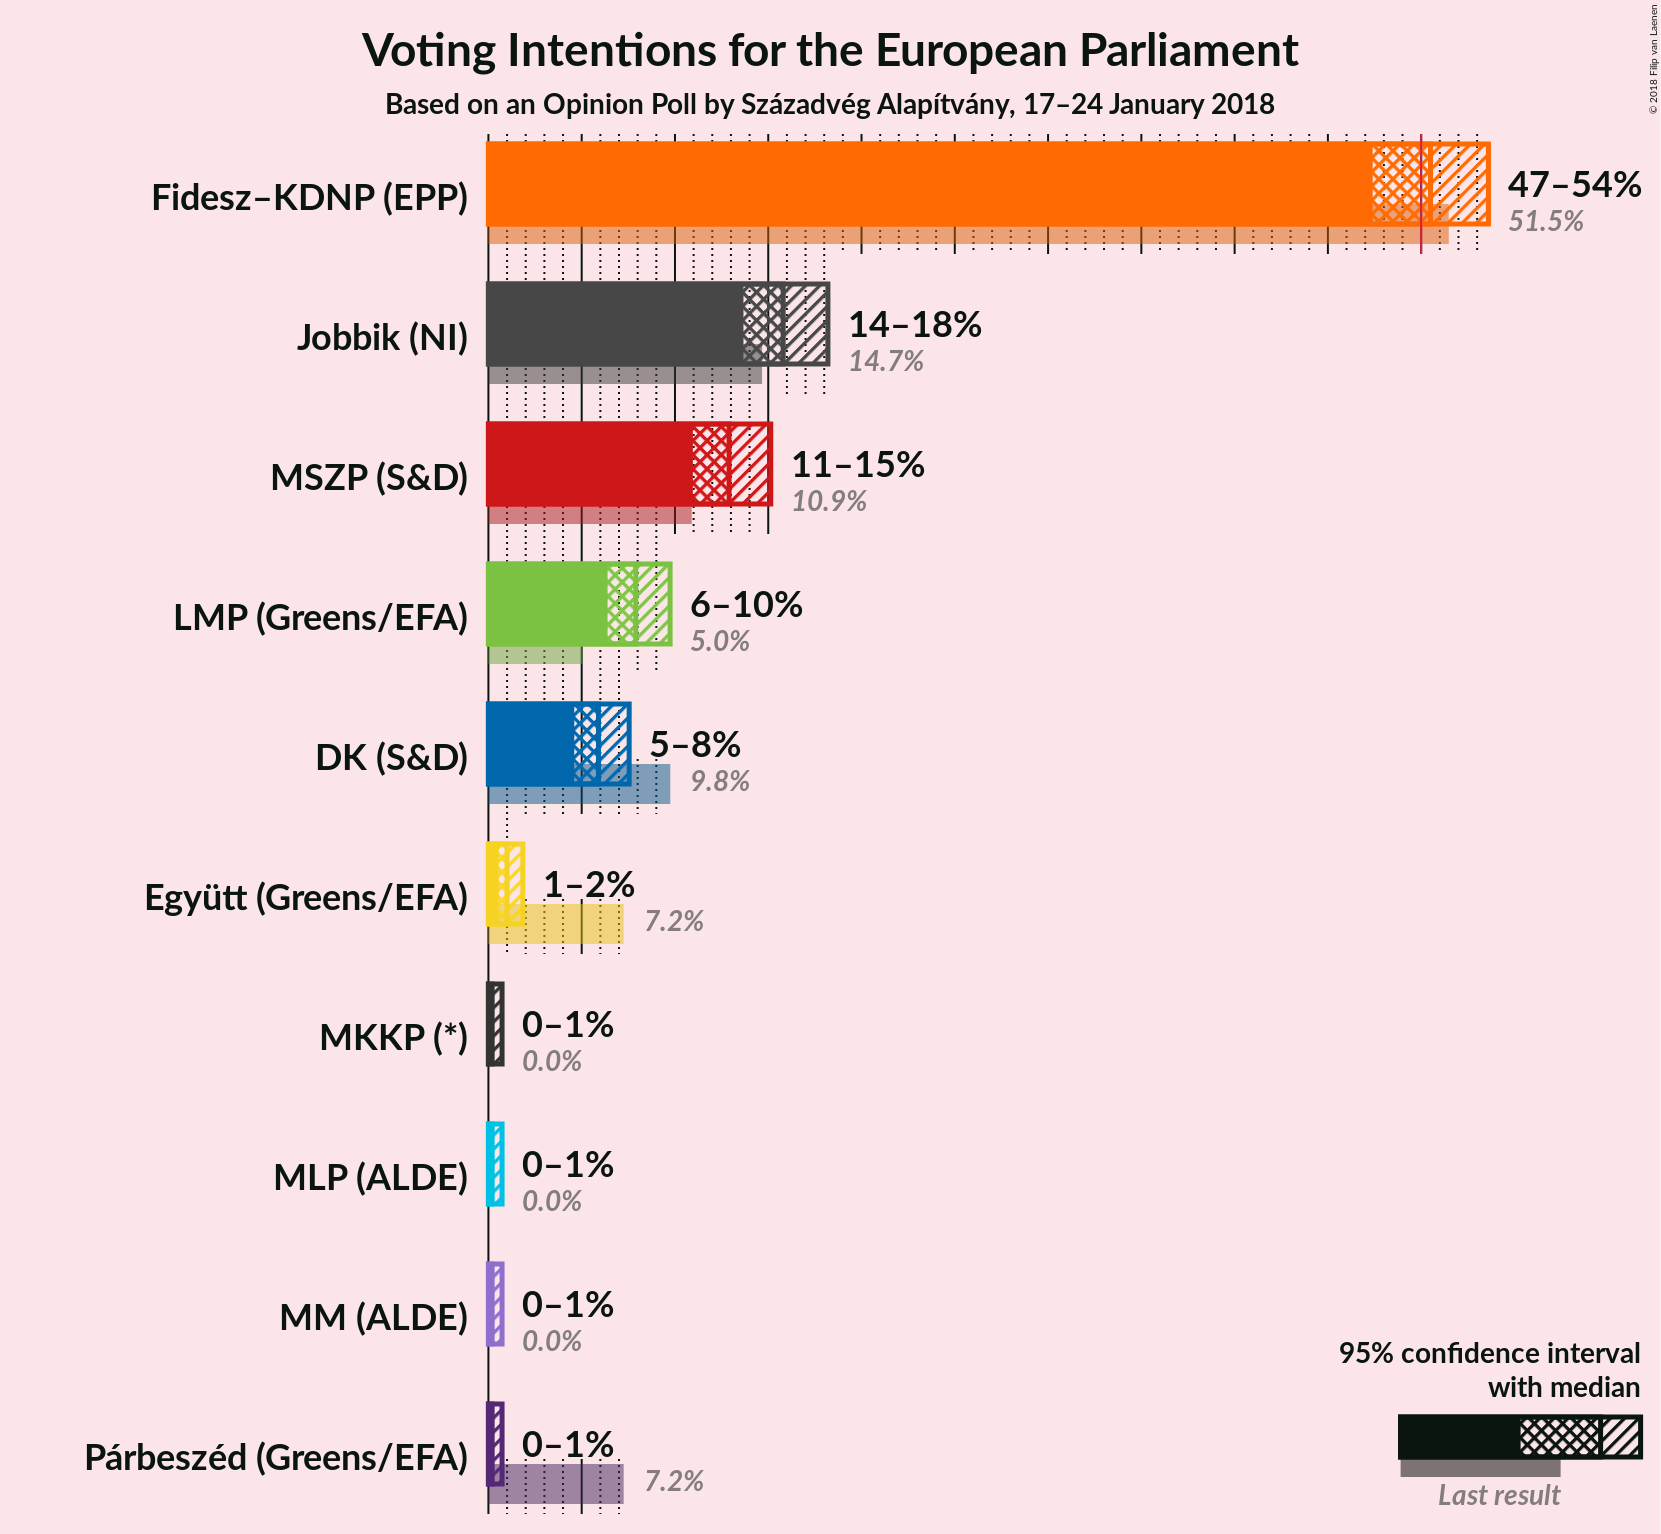 Voting Intentions for the European Parliament
Based on an Opinion Poll by Századvég Alapítvány, 17–24 January 2018
© 2018 Filip van Laenen
Fidesz–KDNP (EPP)
47–54%
51.5%
Jobbik (NI)
14–18%
14.7%
MSZP (S&D)
11–15%
10.9%
LMP (Greens/EFA)
6–10%
5.0%
DK (S&D)
5–8%
9.8%
Együtt (Greens/EFA)
1–2%
7.2%
MKKP (*)
0–1%
0.0%
MLP (ALDE)
0–1%
0.0%
MM (ALDE)
0–1%
0.0%
Párbeszéd (Greens/EFA)
0–1%
7.2%
95% confidence interval
with median
Last result